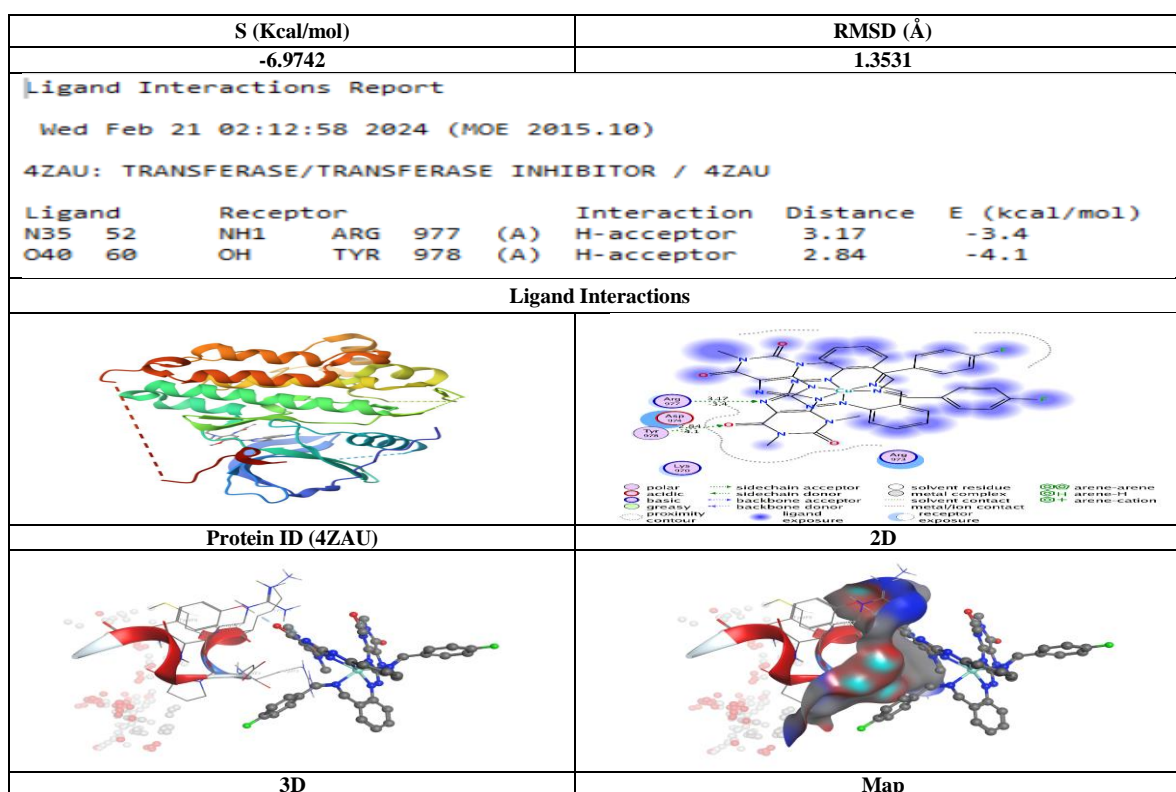 S (Kcal/mol) RMSD (Å)
-6.9742 1.3531
Ligand Interactions Report
Wed Feb 21 02:12:58 2024 (MOE 2015.10)
4ZAU: TRANSFERASE/TRANSFERASE INHIBITOR / 4ZAU
Ligand Receptor Interaction Distance E (kcal/mol)
N35 52 NH1 ARG 977 (A) H-acceptor 3.17 -3.4
O40 60 OH TYR 978 (A) H-acceptor 2.84 -4.1
Ligand Interactions
Arg 977 3.17 -3.4
Asp 974
Tyr 978 2.84 -4.1
Lys 970
Arg 973
polar sidechain acceptor solvent residue arene-arene
acidic sidechain donor metal complex arene-H
basic backbone acceptor solvent contact arene-cation
greasy backbone donor metal/ion contact
proximity contour ligand exposure receptor exposure
Protein ID (4ZAU) 2D
3D Map